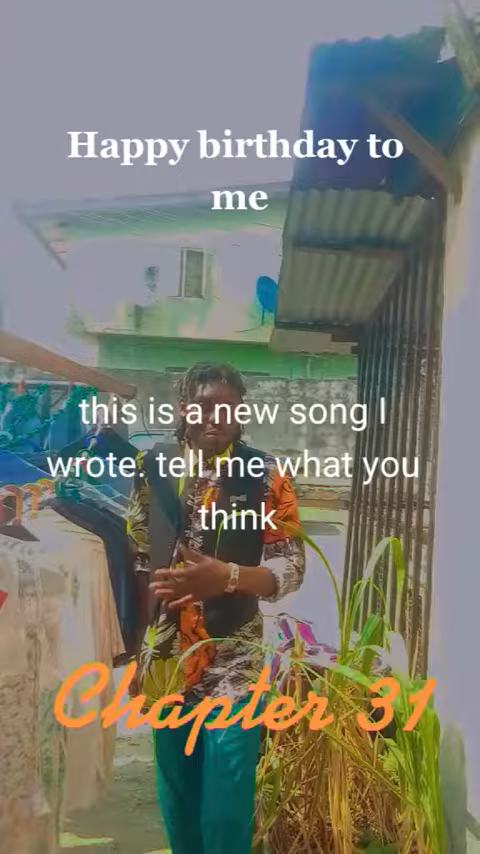 Happy birthday to
me
this is a new song I
wrote. tell me what you
think
Chapter 31